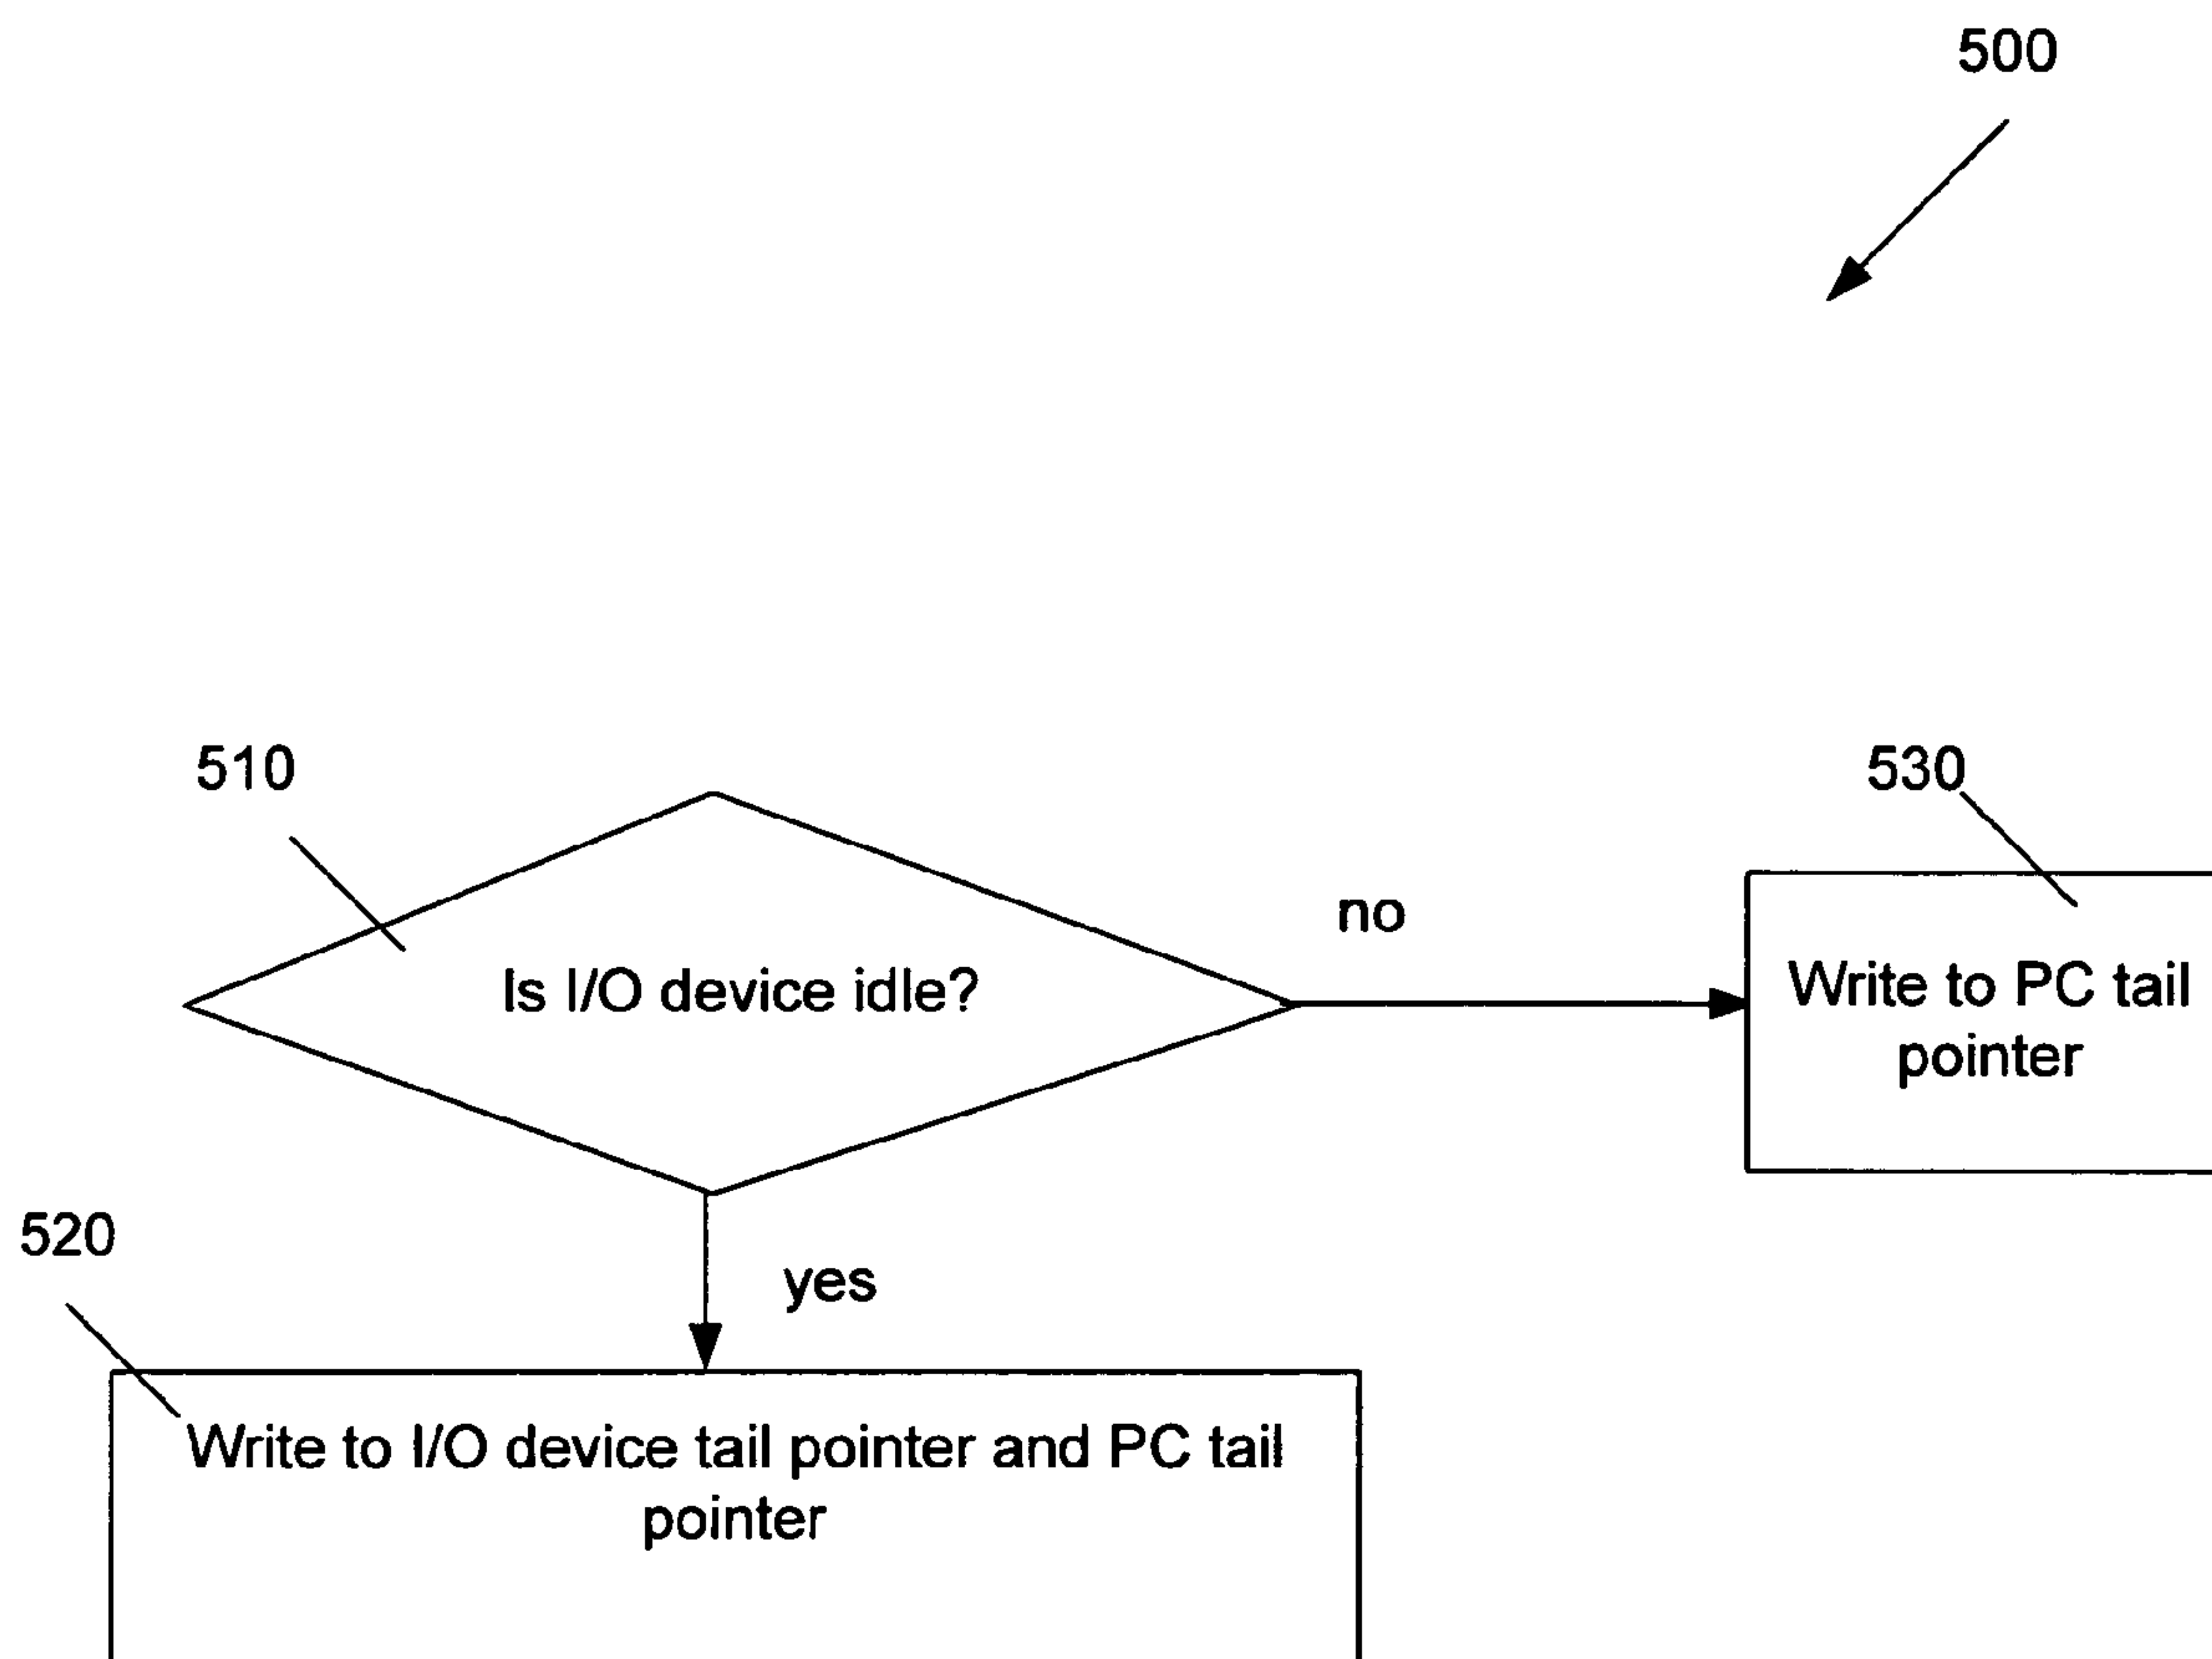 500
510
530
Is I/O device idle?
no
Write to PC tail
pointer
520
yes
Write to I/O device tail pointer and PC tail
pointer